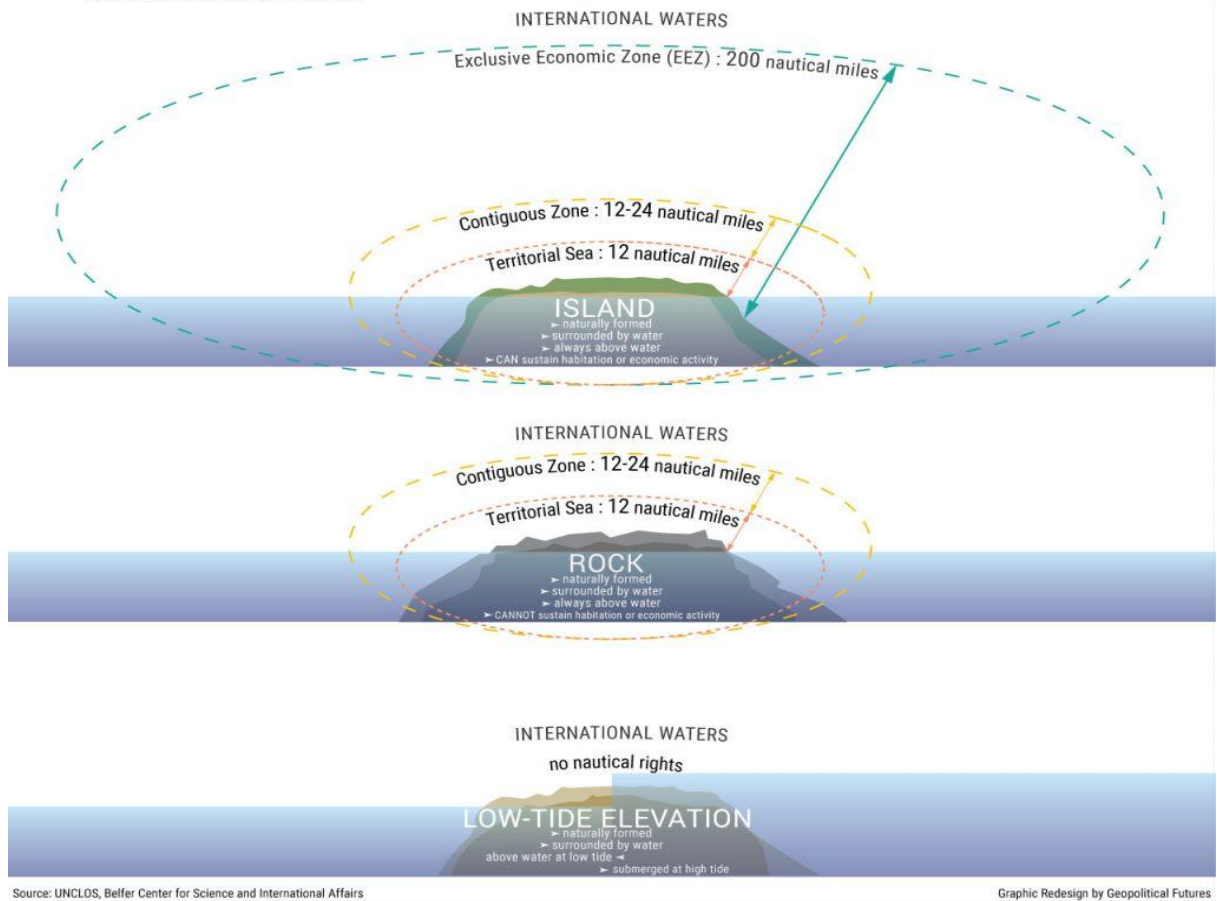 INTERNATIONAL WATERS
Exclusive Economic Zone (EEZ) : 200 nautical miles
Contiguous Zone : 12-24 nautical miles
Territorial Sea : 12 nautical miles
ISLAND
➤ naturally formed
➤ surrounded by water
➤ always above water
➤ CAN sustain habitation or economic activity
INTERNATIONAL WATERS
Contiguous Zone : 12-24 nautical miles
Territorial Sea : 12 nautical miles
ROCK
➤ naturally formed
➤ surrounded by water
➤ always above water
➤ CANNOT sustain habitation or economic activity
INTERNATIONAL WATERS
no nautical rights
LOW-TIDE ELEVATION
➤ naturally formed
➤ surrounded by water
above water at low tide ⮜
➤ submerged at high tide
Source: UNCLOS, Belfer Center for Science and International Affairs
Graphic Redesign by Geopolitical Futures